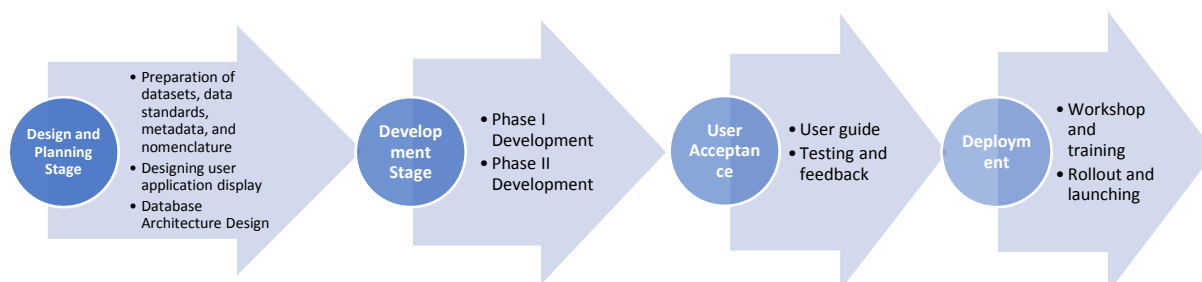 Design and
Planning
Stage
• Preparation of
datasets, data
standards,
metadata, and
nomenclature
• Designing user
application display
• Database
Architecture Design
Develop
ment
Stage
• Phase I
Development
• Phase II
Development
User
Acceptan
ce
• User guide
• Testing and
feedback
Deploym
ent
• Workshop
and
training
• Rollout and
launching